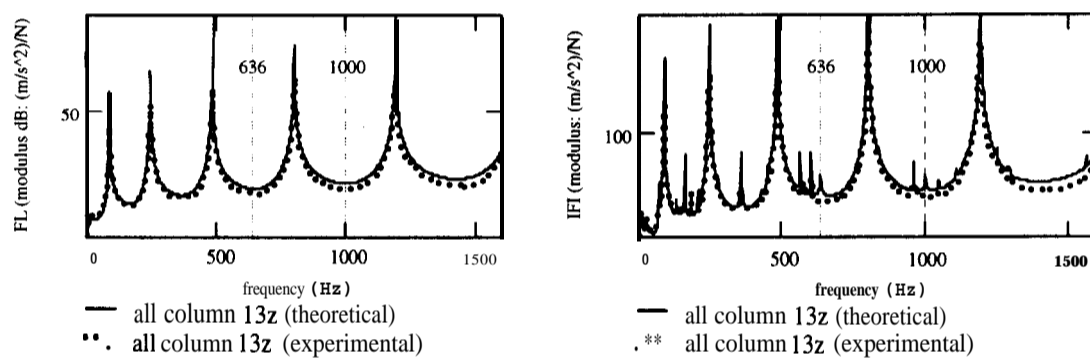 FL (modulus dB: (m/s^2)/N)
50
636
1000
0
500
1000
1500
frequency (Hz)
all column 13z (theoretical)
all column 13z (experimental)
IFI (modulus: (m/s^2)/N)
100
636
1000
0
500
1000
1500
frequency (Hz)
all column 13z (theoretical)
. ** all column 13z (experimental)